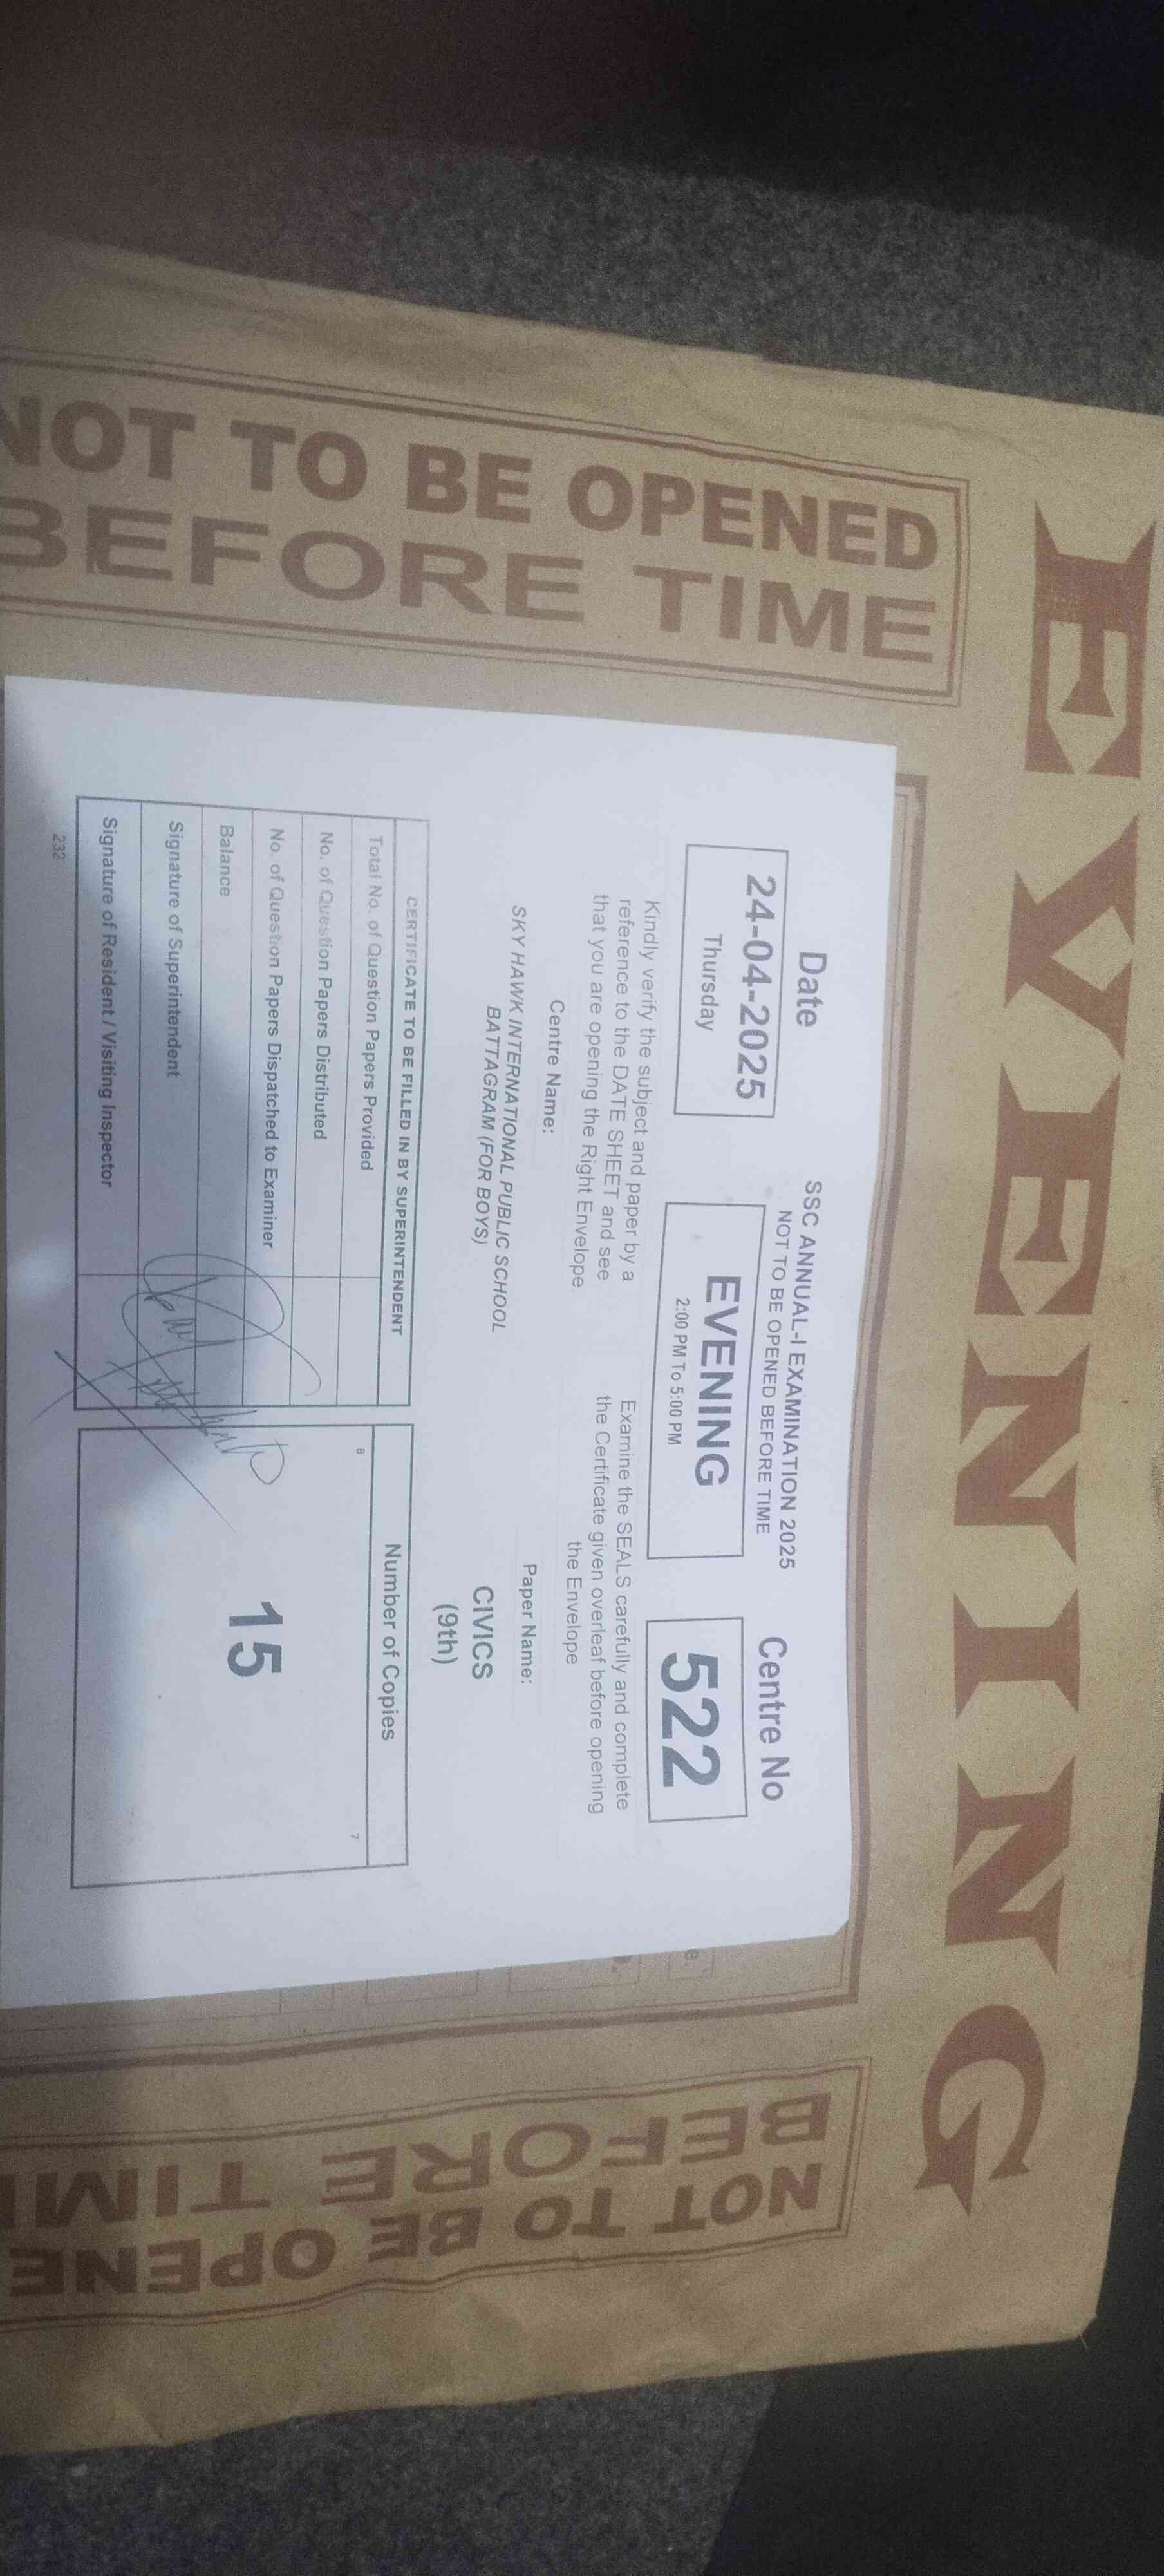 EVENING
NOT TO BE OPENED
BEFORE TIME
Date
24-04-2025
Thursday
SSC ANNUAL-I EXAMINATION 2025
NOT TO BE OPENED BEFORE TIME
EVENING
2:00 PM To 5:00 PM
Centre No
522
Kindly verify the subject and paper by a
reference to the DATE SHEET and see
that you are opening the Right Envelope.
Examine the SEALS carefully and complete
the Certificate given overleaf before opening
the Envelope
Centre Name:
SKY HAWK INTERNATIONAL PUBLIC SCHOOL
BATTAGRAM (FOR BOYS)
Paper Name:
CIVICS
(9th)
CERTIFICATE TO BE FILLED IN BY SUPERINTENDENT
Total No. of Question Papers Provided
No. of Question Papers Distributed
No. of Question Papers Dispatched to Examiner
Balance
Signature of Superintendent
Signature of Resident / Visiting Inspector
232
Number of Copies
8
7
15
NOT TO BE OPENE
BEFORE TIM